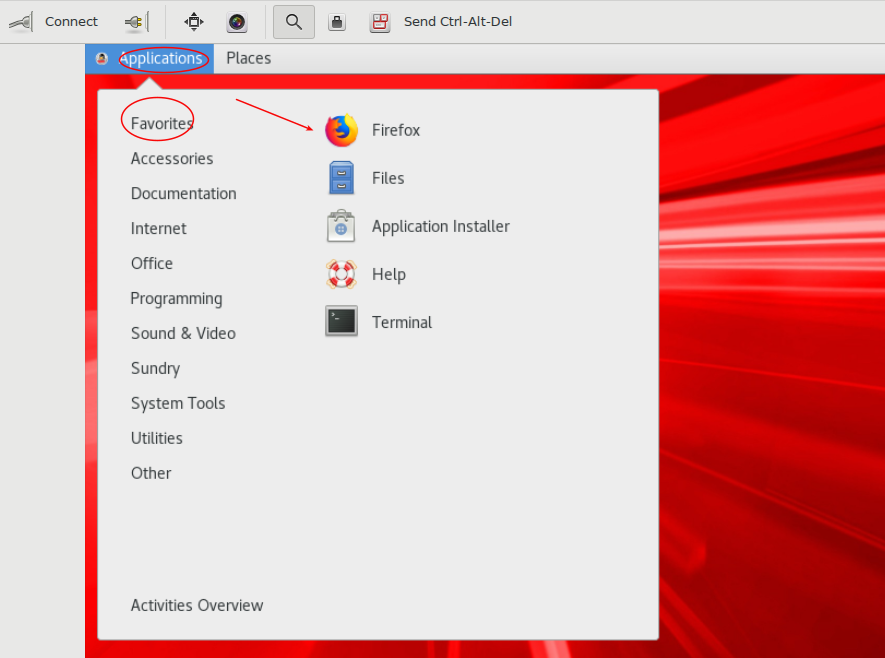 Connect
Send Ctrl-Alt-Del
Applications Places
Favorites
Accessories
Documentation
Internet
Office
Programming
Sound & Video
Sundry
System Tools
Utilities
Other
Activities Overview
Firefox
Files
Application Installer
Help
Terminal